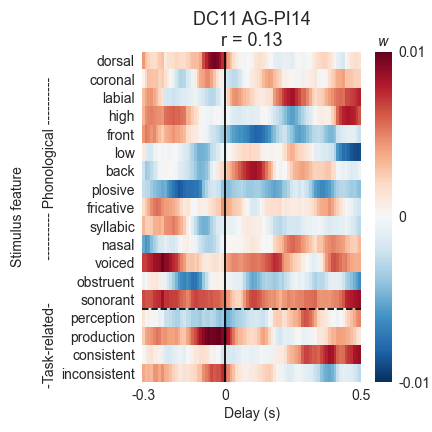 DC11 AG-PI14
r = 0.13
w
dorsal
coronal
labial
high
front
low
back
plosive
fricative
syllabic
nasal
voiced
obstruent
sonorant
perception
production
consistent
inconsistent
Stimulus feature
-Task-related- ---------- Phonological ----------
0.01
0
-0.01
-0.3 0 0.5
Delay (s)